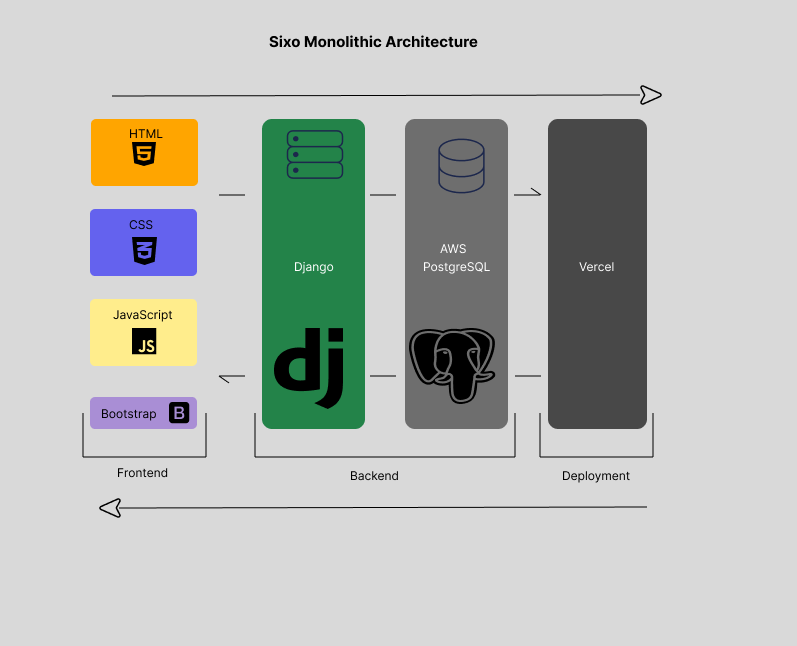 Sixo Monolithic Architecture
HTML
5
CSS
3
JavaScript
JS
Bootstrap B
Django
dj
AWS
PostgreSQL
Vercel
Frontend
Backend
Deployment